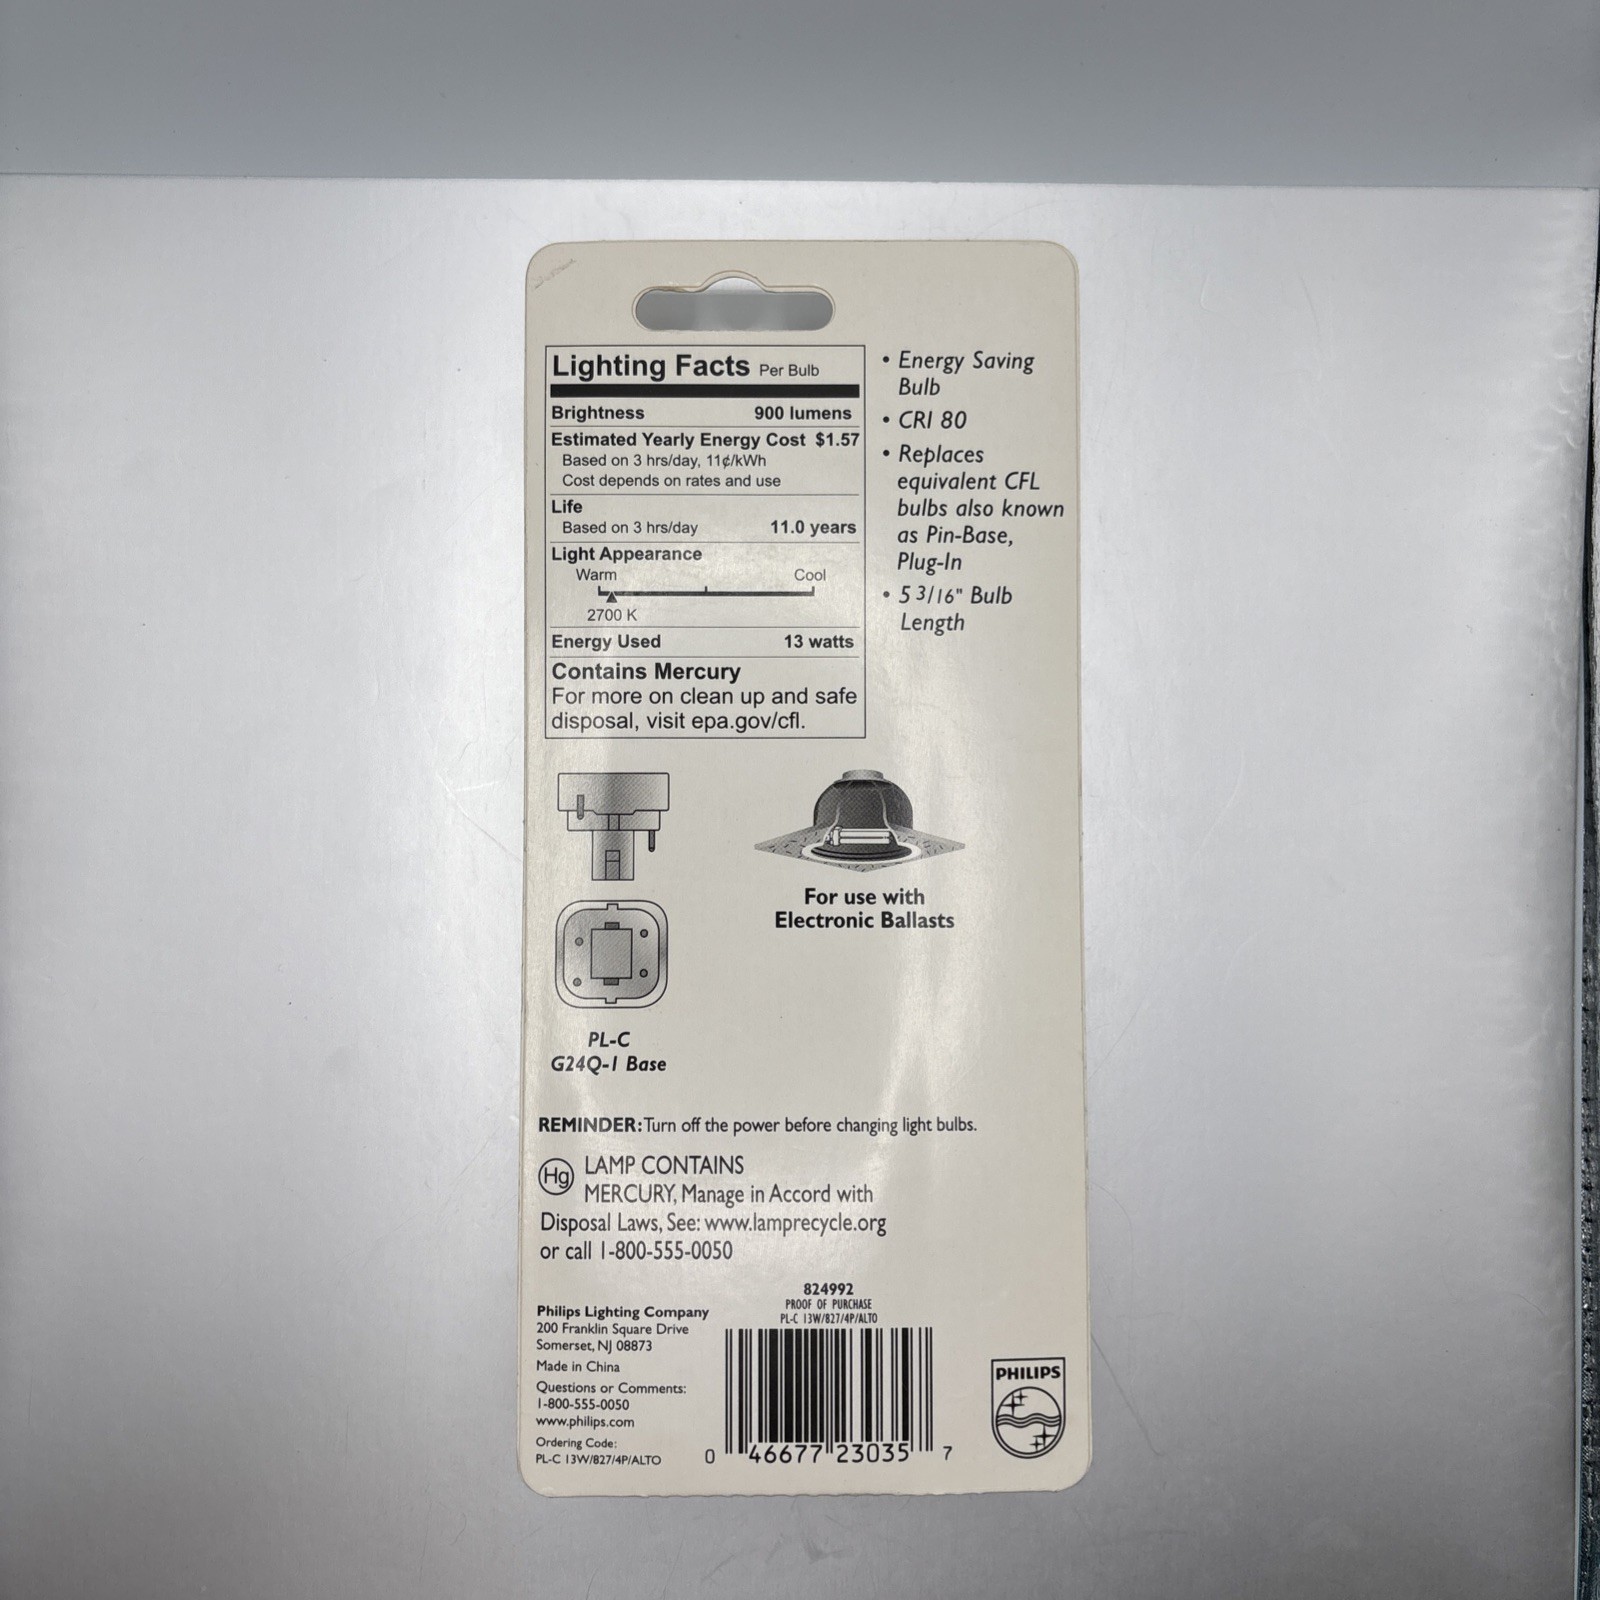 Lighting Facts Per Bulb
Brightness 900 lumens
Estimated Yearly Energy Cost $1.57
Based on 3 hrs/day, 11¢/kWh
Cost depends on rates and use
Life
Based on 3 hrs/day 11.0 years
Light Appearance
Warm Cool
2700 K
Energy Used 13 watts
Contains Mercury
For more on clean up and safe
disposal, visit epa.gov/cfl.
• Energy Saving
Bulb
• CRI 80
• Replaces
equivalent CFL
bulbs also known
as Pin-Base,
Plug-In
• 5 3/16" Bulb
Length
For use with
Electronic Ballasts
PL-C
G24Q-1 Base
REMINDER: Turn off the power before changing light bulbs.
Hg LAMP CONTAINS
MERCURY, Manage in Accord with
Disposal Laws, See: www.lamprecycle.org
or call 1-800-555-0050
Philips Lighting Company
200 Franklin Square Drive
Somerset, NJ 08873
Made in China
Questions or Comments:
1-800-555-0050
www.philips.com
Ordering Code:
PL-C 13W/827/4P/ALTO
824992
PROOF OF PURCHASE
PL-C 13W/827/4P/ALTO
0 46677 23035 7
PHILIPS